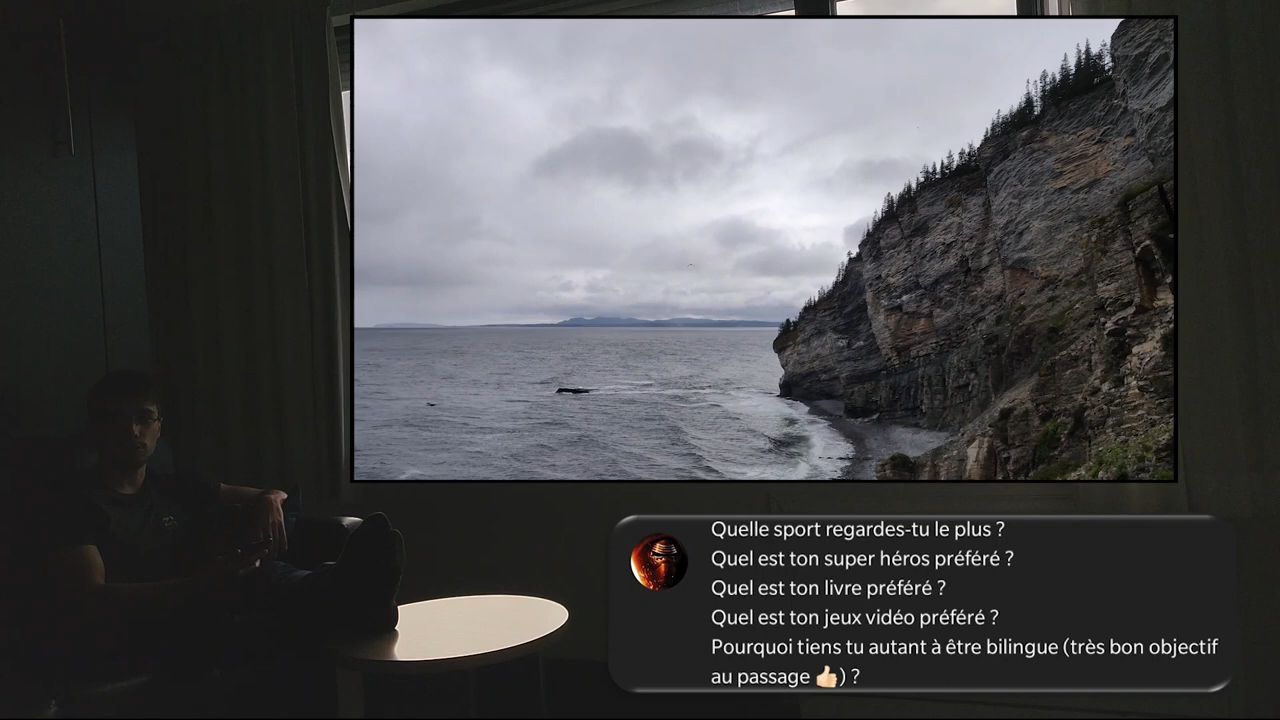 Quelle sport regardes-tu le plus ?
Quel est ton super héros préféré ?
Quel est ton livre préféré ?
Quel est ton jeux vidéo préféré ?
Pourquoi tiens tu autant à être bilingue (très bon objectif
au passage 👍🏻) ?